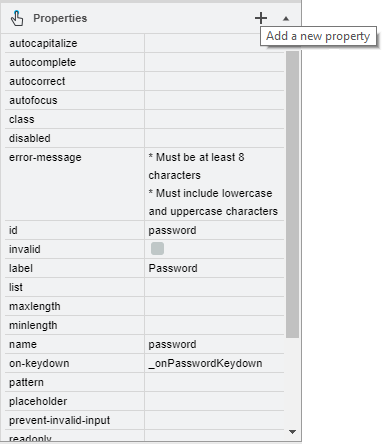 Properties
Add a new property
autocapitalize
autocomplete
autocorrect
autofocus
class
disabled
error-message
* Must be at least 8
characters
* Must include lowercase
and uppercase characters
id password
invalid
label Password
list
maxlength
minlength
name password
on-keydown _onPasswordKeydown
pattern
placeholder
prevent-invalid-input
readonly